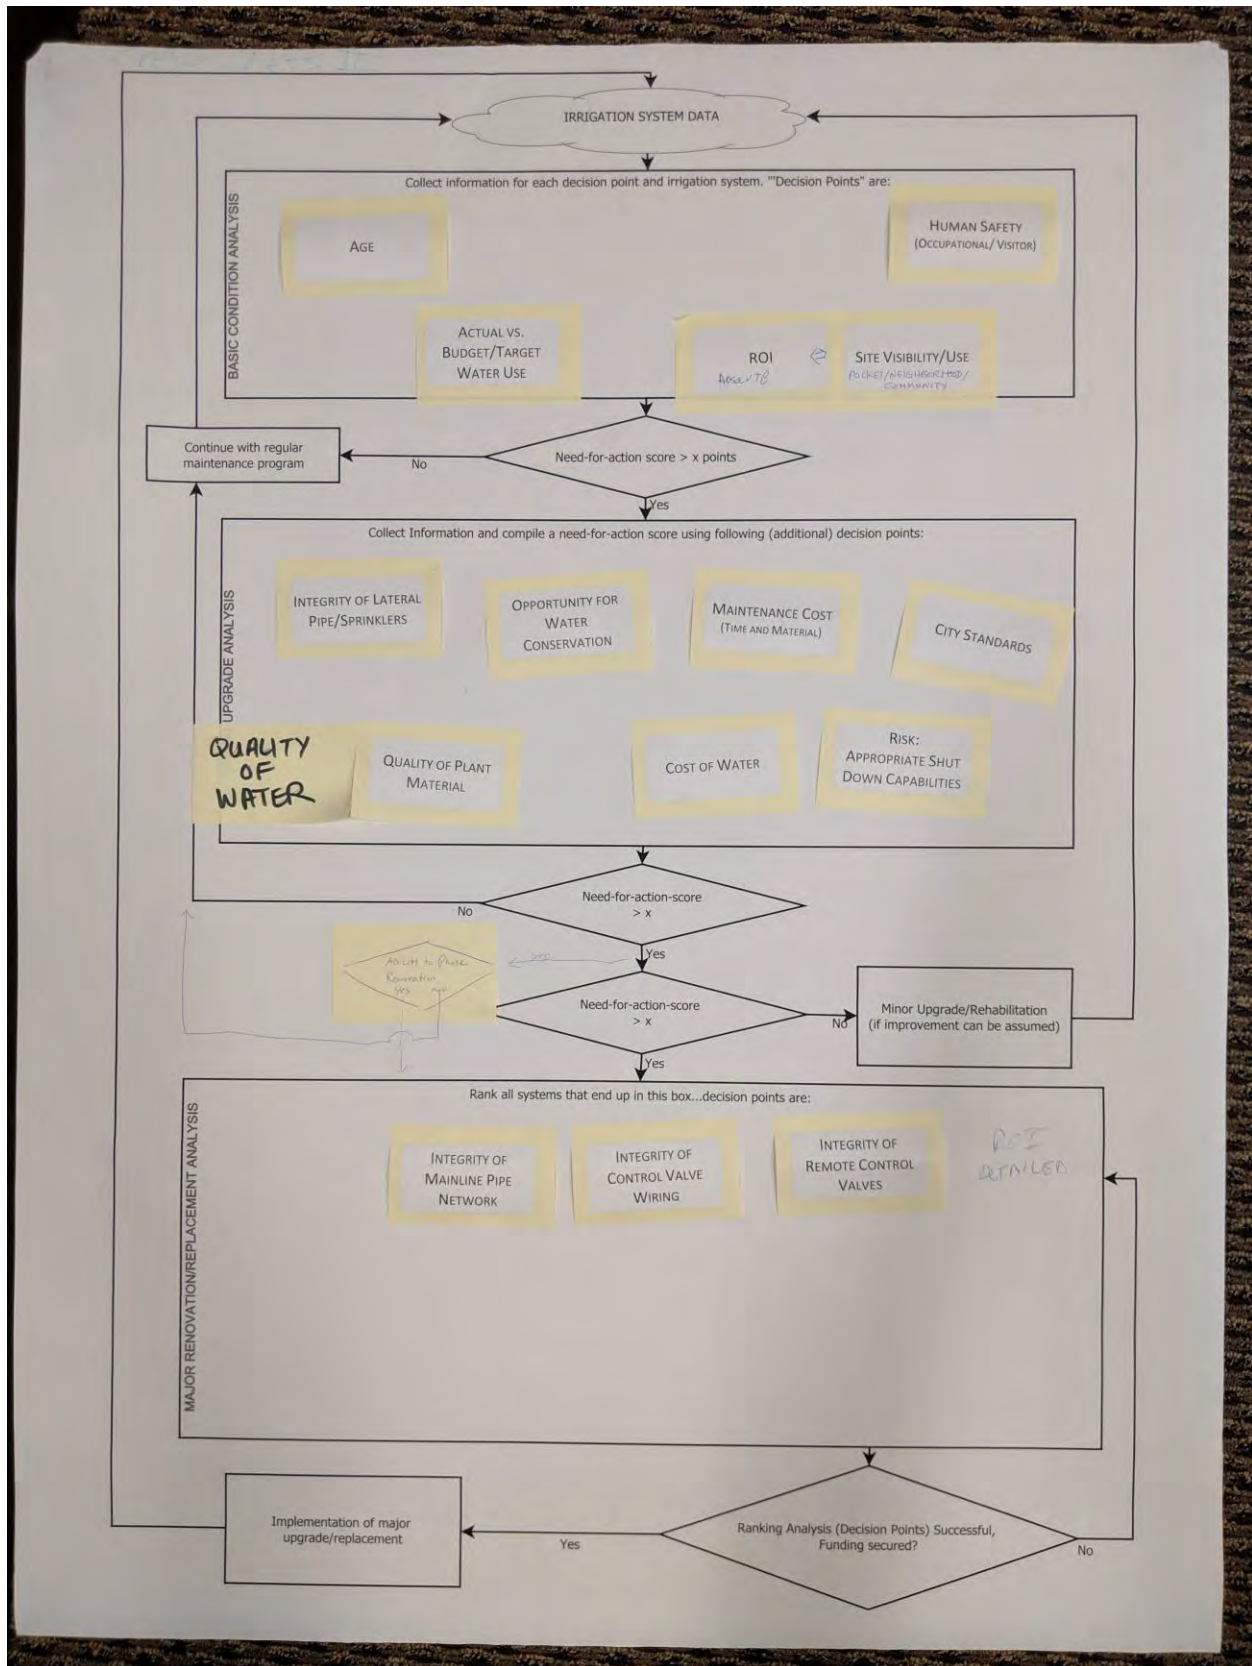 IRRIGATION SYSTEM DATA
BASIC CONDITION ANALYSIS
Collect information for each decision point and irrigation system. '"Decision Points" are:
AGE
HUMAN SAFETY
(OCCUPATIONAL/ VISITOR)
ACTUAL VS.
BUDGET/TARGET
WATER USE
ROI
SITE VISIBILITY/USE
POCKET/NEIGHBORHOOD/
COMMUNITY
Continue with regular
maintenance program
No
Need-for-action score > x points
Yes
UPGRADE ANALYSIS
Collect Information and compile a need-for-action score using following (additional) decision points:
INTEGRITY OF LATERAL
PIPE/SPRINKLERS
OPPORTUNITY FOR
WATER
CONSERVATION
MAINTENANCE COST
(TIME AND MATERIAL)
CITY STANDARDS
QUALITY
OF
WATER
QUALITY OF PLANT
MATERIAL
COST OF WATER
RISK:
APPROPRIATE SHUT
DOWN CAPABILITIES
No
Need-for-action-score
> x
Yes
Ability to Phase
Renovation
Yes
Need-for-action-score
> x
No
Minor Upgrade/Rehabilitation
(if improvement can be assumed)
Yes
MAJOR RENOVATION/REPLACEMENT ANALYSIS
Rank all systems that end up in this box...decision points are:
INTEGRITY OF
MAINLINE PIPE
NETWORK
INTEGRITY OF
CONTROL VALVE
WIRING
INTEGRITY OF
REMOTE CONTROL
VALVES
ROI
DETAILED
Implementation of major
upgrade/replacement
Yes
Ranking Analysis (Decision Points) Successful,
Funding secured?
No